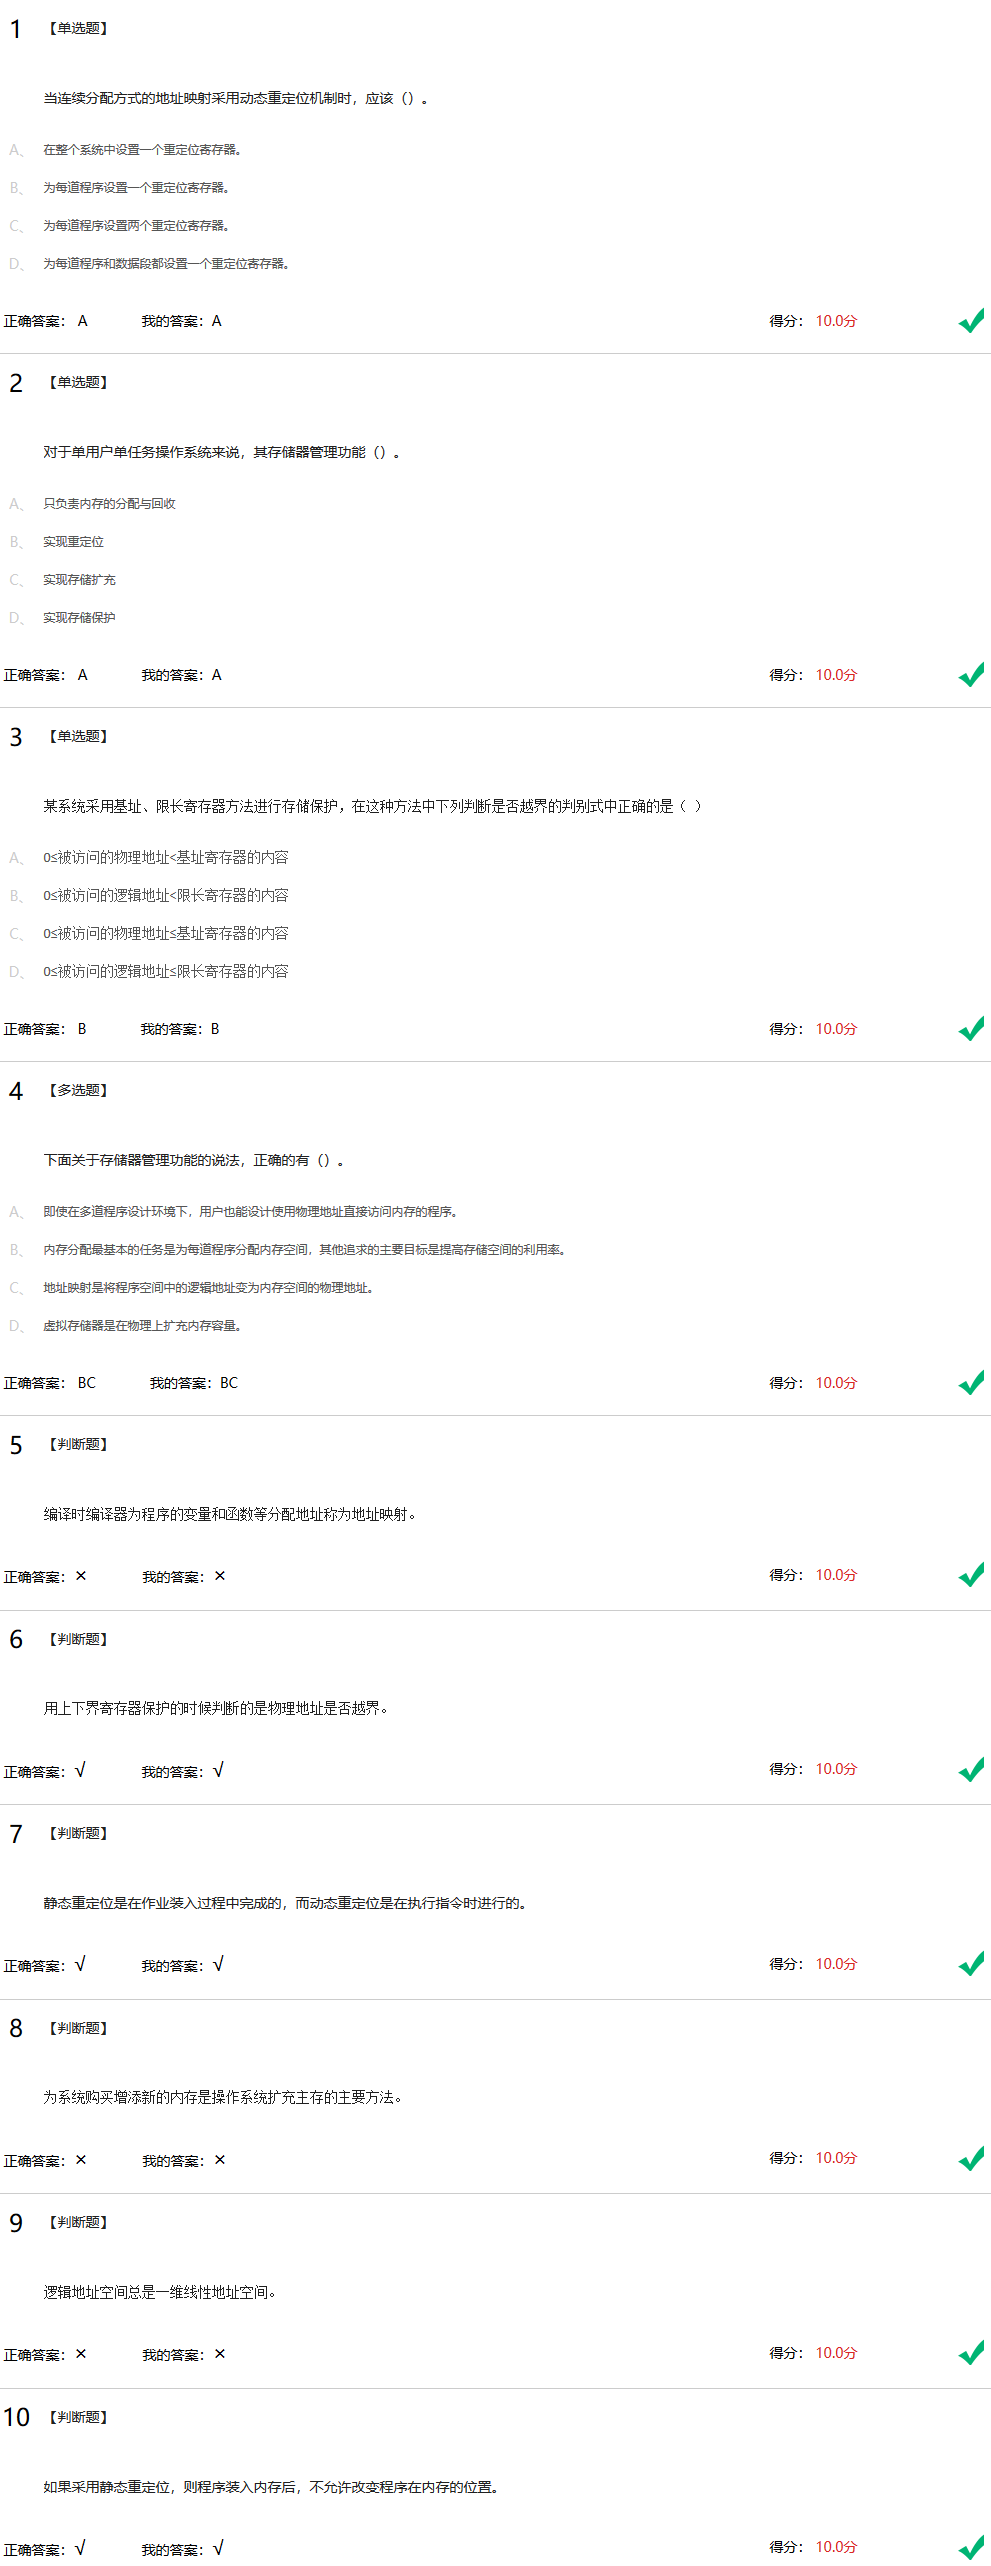 1 【单选题】
当连续分配方式的地址映射采用动态重定位机制时，应该（）。
A、 在整个系统中设置一个重定位寄存器。
B、 为每道程序设置一个重定位寄存器。
C、 为每道程序设置两个重定位寄存器。
D、 为每道程序和数据段都设置一个重定位寄存器。
正确答案： A 我的答案：A 得分： 10.0分
2 【单选题】
对于单用户单任务操作系统来说，其存储器管理功能（）。
A、 只负责内存的分配与回收
B、 实现重定位
C、 实现存储扩充
D、 实现存储保护
正确答案： A 我的答案：A 得分： 10.0分
3 【单选题】
某系统采用基址、限长寄存器方法进行存储保护，在这种方法中下列判断是否越界的判别式中正确的是（ ）
A、 0≤被访问的物理地址<基址寄存器的内容
B、 0≤被访问的逻辑地址<限长寄存器的内容
C、 0≤被访问的物理地址≤基址寄存器的内容
D、 0≤被访问的逻辑地址≤限长寄存器的内容
正确答案： B 我的答案：B 得分： 10.0分
4 【多选题】
下面关于存储器管理功能的说法，正确的有（）。
A、 即使在多道程序设计环境下，用户也能设计使用物理地址直接访问内存的程序。
B、 内存分配最基本的任务是为每道程序分配内存空间，其他追求的主要目标是提高存储空间的利用率。
C、 地址映射是将程序空间中的逻辑地址变为内存空间的物理地址。
D、 虚拟存储器是在物理上扩充内存容量。
正确答案： BC 我的答案：BC 得分： 10.0分
5 【判断题】
编译时编译器为程序的变量和函数等分配地址称为地址映射。
正确答案：× 我的答案：× 得分： 10.0分
6 【判断题】
用上下界寄存器保护的时候判断的是物理地址是否越界。
正确答案：√ 我的答案：√ 得分： 10.0分
7 【判断题】
静态重定位是在作业装入过程中完成的，而动态重定位是在执行指令时进行的。
正确答案：√ 我的答案：√ 得分： 10.0分
8 【判断题】
为系统购买增添新的内存是操作系统扩充主存的主要方法。
正确答案：× 我的答案：× 得分： 10.0分
9 【判断题】
逻辑地址空间总是一维线性地址空间。
正确答案：× 我的答案：× 得分： 10.0分
10 【判断题】
如果采用静态重定位，则程序装入内存后，不允许改变程序在内存的位置。
正确答案：√ 我的答案：√ 得分： 10.0分